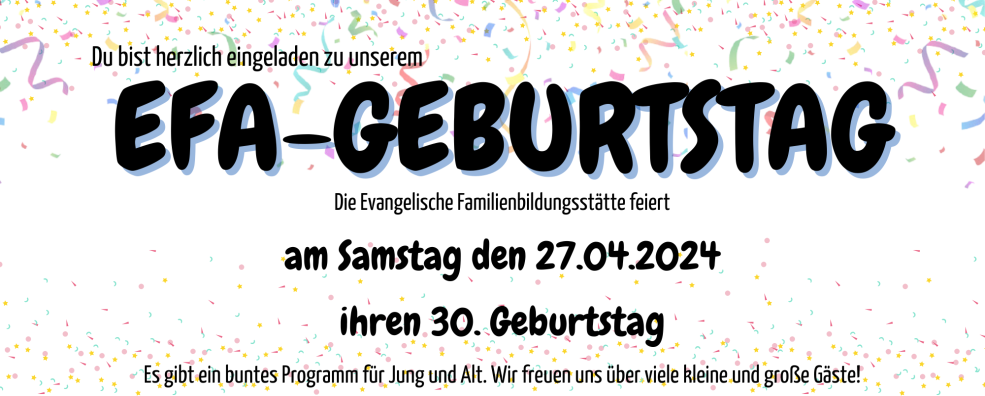 Du bist herzlich eingeladen zu unserem
EFA-GEBURTSTAG
Die Evangelische Familienbildungsstätte feiert
am Samstag den 27.04.2024
ihren 30. Geburtstag
Es gibt ein buntes Programm für Jung und Alt. Wir freuen uns über viele kleine und große Gäste!